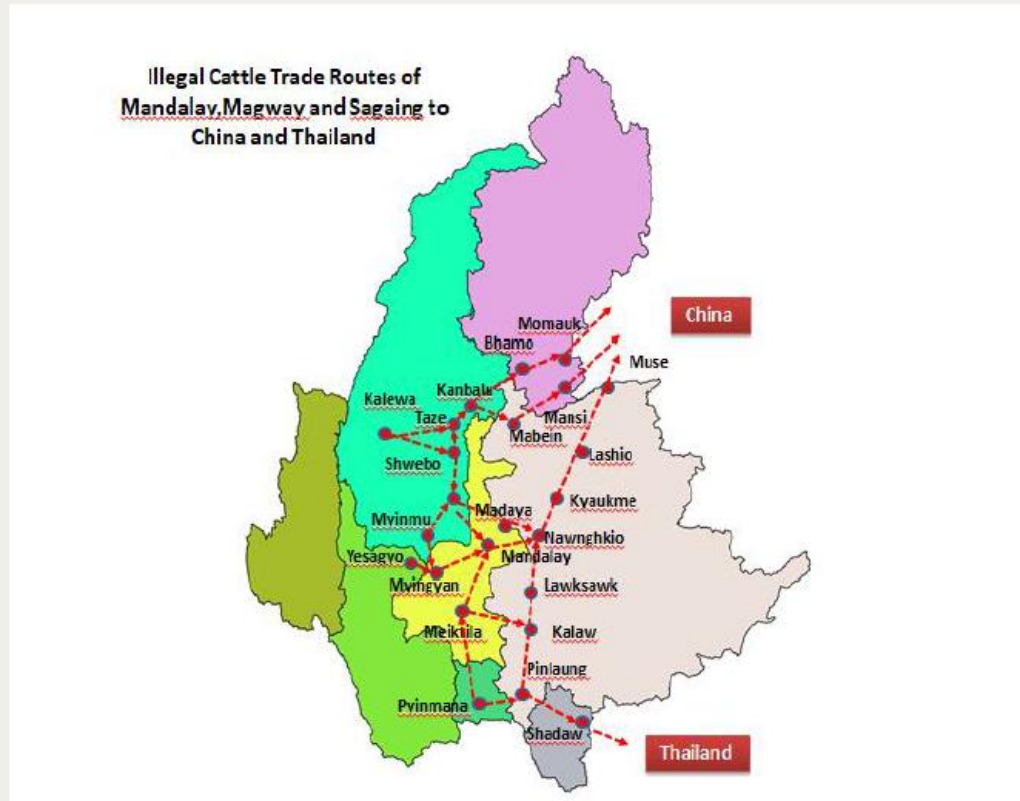 Illegal Cattle Trade Routes of
Mandalay,Magway and Sagaing to
China and Thailand
China
Momauk
Bhamo
Muse
Kanbalu
Kalewa
Taze
Mansi
Mabein
Shwebo
Lashio
Kyaukme
Madaya
Myinmu
Nawnghkio
Yesagyo
Mandalay
Myingyan
Lawksawk
Meiktila
Kalaw
Pinlaung
Pyinmana
Shadaw
Thailand